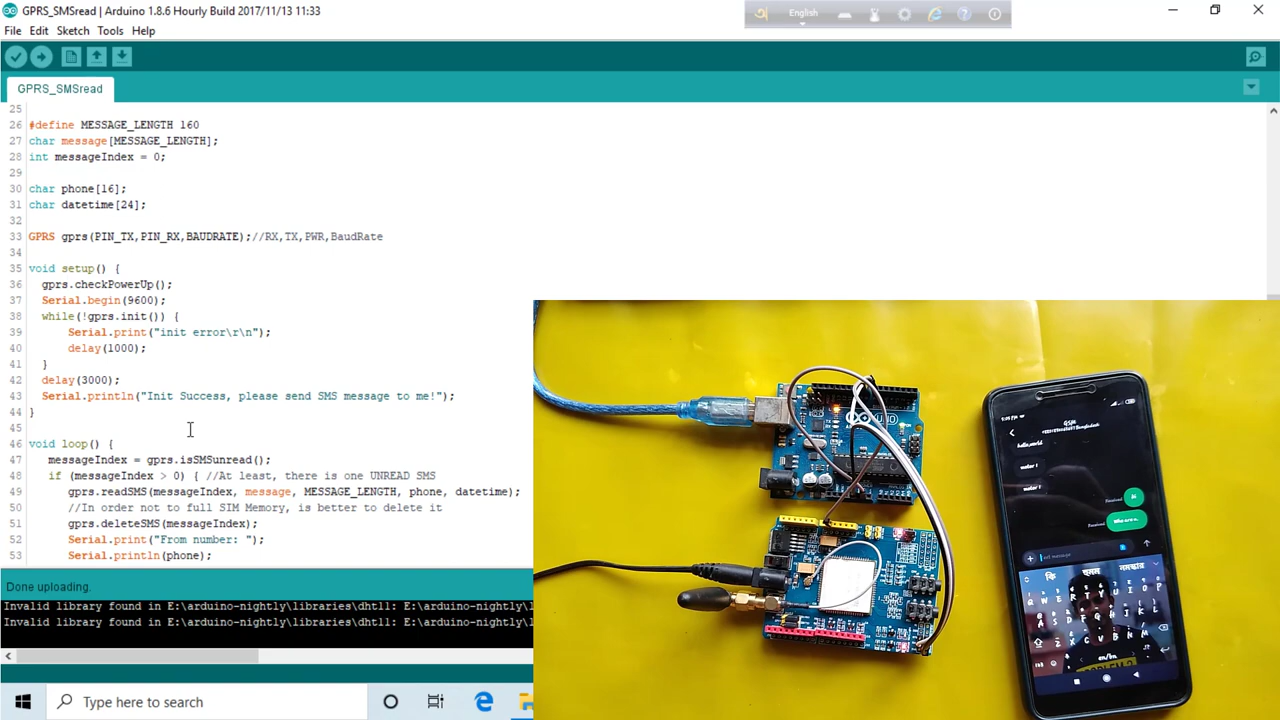 GPRS_SMSread | Arduino 1.8.6 Hourly Build 2017/11/13 11:33
English
File Edit Sketch Tools Help
GPRS_SMSread
25
26 #define MESSAGE_LENGTH 160
27 char message[MESSAGE_LENGTH];
28 int messageIndex = 0;
29
30 char phone[16];
31 char datetime[24];
32
33 GPRS gprs(PIN_TX,PIN_RX,BAUDRATE);//RX,TX,PWR,BaudRate
34
35 void setup() {
36 gprs.checkPowerUp();
37 Serial.begin(9600);
38 while(!gprs.init()) {
39 Serial.print("init error\r\n");
40 delay(1000);
41 }
42 delay(3000);
43 Serial.println("Init Success, please send SMS message to me!");
44 }
45
46 void loop() {
47 messageIndex = gprs.isSMSunread();
48 if (messageIndex > 0) { //At least, there is one UNREAD SMS
49 gprs.readSMS(messageIndex, message, MESSAGE_LENGTH, phone, datetime);
50 //In order not to full SIM Memory, is better to delete it
51 gprs.deleteSMS(messageIndex);
52 Serial.print("From number: ");
53 Serial.println(phone);
Done uploading.
Invalid library found in E:\arduino-nightly\libraries\dht11: E:\arduino-nightly\l
Invalid library found in E:\arduino-nightly\libraries\dht11: E:\arduino-nightly\l
Type here to search
GSM
hello,world
কি एमन नमस्कार
Q W E R T Y U I O P
A S D F G H J K L
Z X C V B N M
en/bn